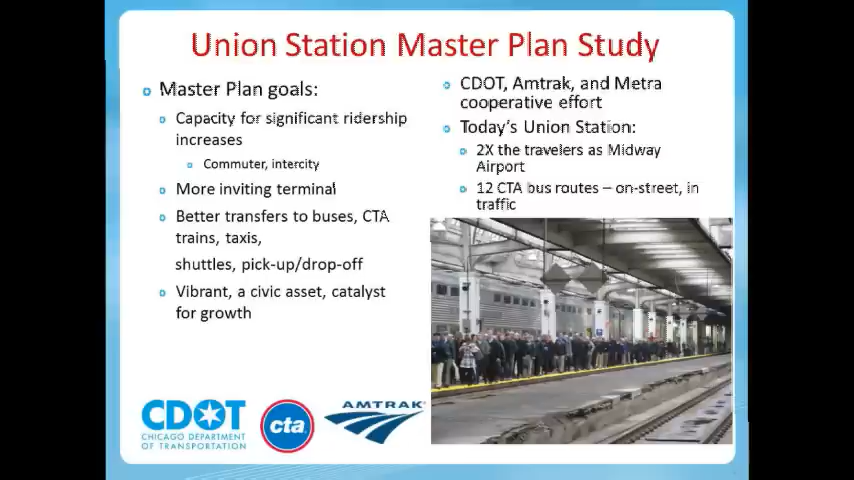 Union Station Master Plan Study
Master Plan goals:
Capacity for significant ridership
increases
Commuter, intercity
More inviting terminal
Better transfers to buses, CTA
trains, taxis,
shuttles, pick-up/drop-off
Vibrant, a civic asset, catalyst
for growth
CDOT, Amtrak, and Metra
cooperative effort
Today's Union Station:
2X the travelers as Midway
Airport
12 CTA bus routes – on-street, in
traffic
CDOT
CHICAGO DEPARTMENT
OF TRANSPORTATION
cta
AMTRAK